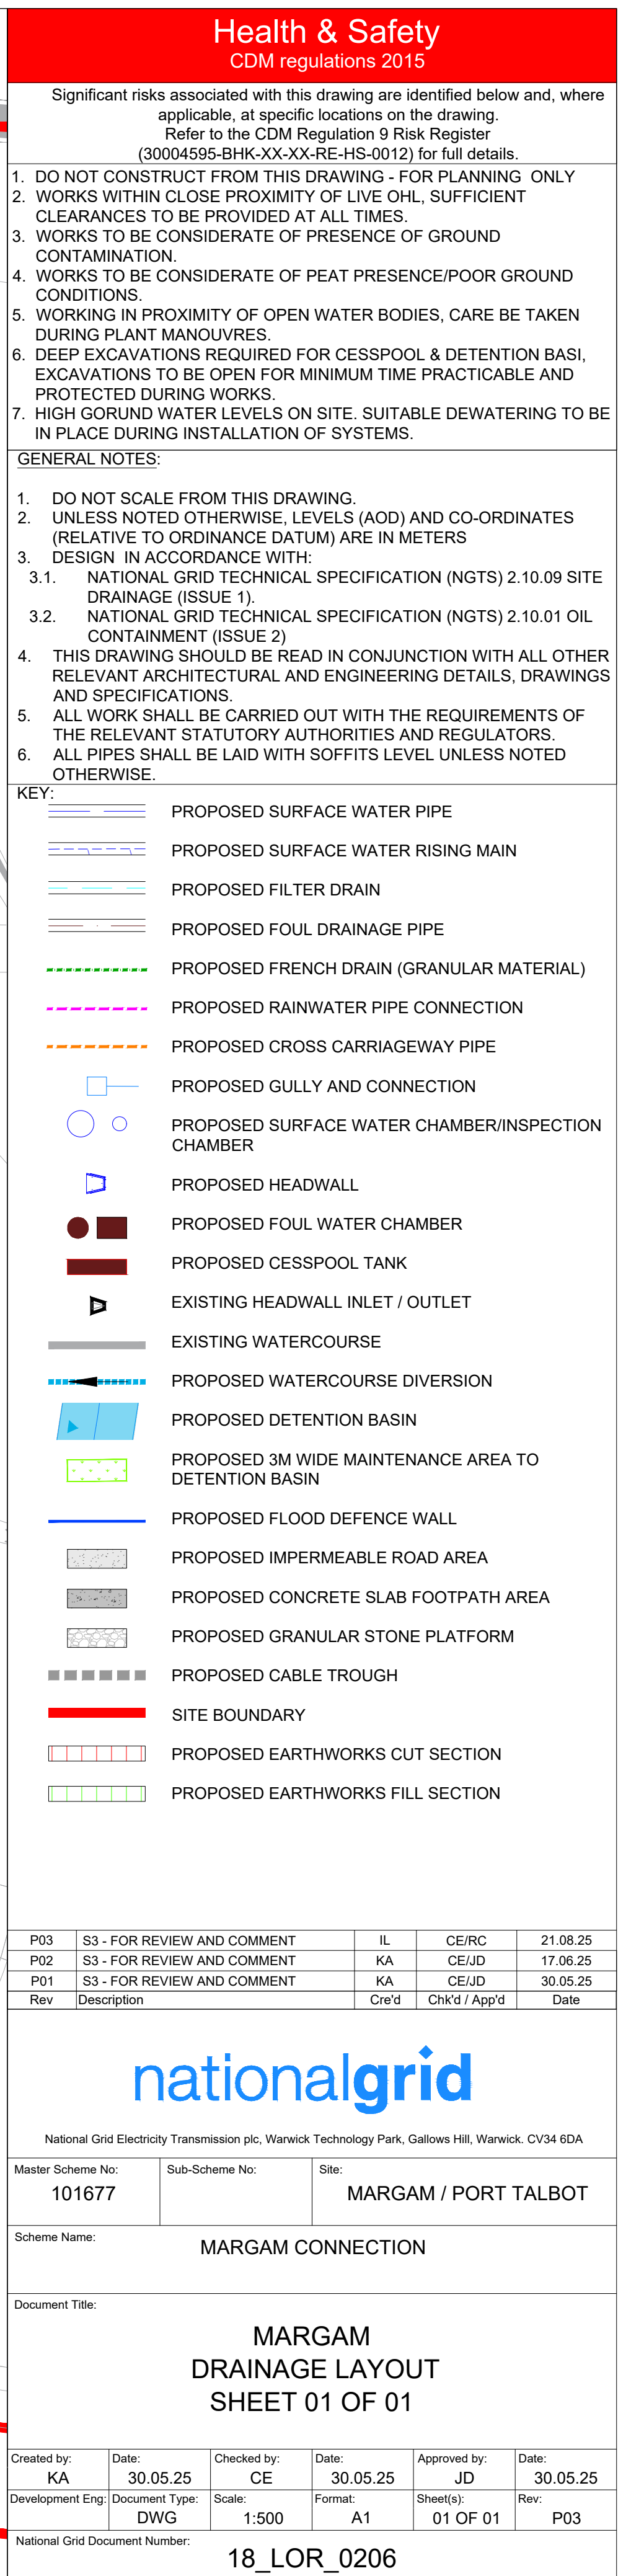 Health & Safety
CDM regulations 2015
Significant risks associated with this drawing are identified below and, where
applicable, at specific locations on the drawing.
Refer to the CDM Regulation 9 Risk Register
(30004595-BHK-XX-XX-RE-HS-0012) for full details.
1. DO NOT CONSTRUCT FROM THIS DRAWING - FOR PLANNING ONLY
2. WORKS WITHIN CLOSE PROXIMITY OF LIVE OHL, SUFFICIENT
CLEARANCES TO BE PROVIDED AT ALL TIMES.
3. WORKS TO BE CONSIDERATE OF PRESENCE OF GROUND
CONTAMINATION.
4. WORKS TO BE CONSIDERATE OF PEAT PRESENCE/POOR GROUND
CONDITIONS.
5. WORKING IN PROXIMITY OF OPEN WATER BODIES, CARE BE TAKEN
DURING PLANT MANOUVRES.
6. DEEP EXCAVATIONS REQUIRED FOR CESSPOOL & DETENTION BASI,
EXCAVATIONS TO BE OPEN FOR MINIMUM TIME PRACTICABLE AND
PROTECTED DURING WORKS.
7. HIGH GORUND WATER LEVELS ON SITE. SUITABLE DEWATERING TO BE
IN PLACE DURING INSTALLATION OF SYSTEMS.
GENERAL NOTES:
1. DO NOT SCALE FROM THIS DRAWING.
2. UNLESS NOTED OTHERWISE, LEVELS (AOD) AND CO-ORDINATES
(RELATIVE TO ORDINANCE DATUM) ARE IN METERS
3. DESIGN IN ACCORDANCE WITH:
3.1. NATIONAL GRID TECHNICAL SPECIFICATION (NGTS) 2.10.09 SITE
DRAINAGE (ISSUE 1).
3.2. NATIONAL GRID TECHNICAL SPECIFICATION (NGTS) 2.10.01 OIL
CONTAINMENT (ISSUE 2)
4. THIS DRAWING SHOULD BE READ IN CONJUNCTION WITH ALL OTHER
RELEVANT ARCHITECTURAL AND ENGINEERING DETAILS, DRAWINGS
AND SPECIFICATIONS.
5. ALL WORK SHALL BE CARRIED OUT WITH THE REQUIREMENTS OF
THE RELEVANT STATUTORY AUTHORITIES AND REGULATORS.
6. ALL PIPES SHALL BE LAID WITH SOFFITS LEVEL UNLESS NOTED
OTHERWISE.
KEY:
PROPOSED SURFACE WATER PIPE
PROPOSED SURFACE WATER RISING MAIN
PROPOSED FILTER DRAIN
PROPOSED FOUL DRAINAGE PIPE
PROPOSED FRENCH DRAIN (GRANULAR MATERIAL)
PROPOSED RAINWATER PIPE CONNECTION
PROPOSED CROSS CARRIAGEWAY PIPE
PROPOSED GULLY AND CONNECTION
PROPOSED SURFACE WATER CHAMBER/INSPECTION
CHAMBER
PROPOSED HEADWALL
PROPOSED FOUL WATER CHAMBER
PROPOSED CESSPOOL TANK
EXISTING HEADWALL INLET / OUTLET
EXISTING WATERCOURSE
PROPOSED WATERCOURSE DIVERSION
PROPOSED DETENTION BASIN
PROPOSED 3M WIDE MAINTENANCE AREA TO
DETENTION BASIN
PROPOSED FLOOD DEFENCE WALL
PROPOSED IMPERMEABLE ROAD AREA
PROPOSED CONCRETE SLAB FOOTPATH AREA
PROPOSED GRANULAR STONE PLATFORM
PROPOSED CABLE TROUGH
SITE BOUNDARY
PROPOSED EARTHWORKS CUT SECTION
PROPOSED EARTHWORKS FILL SECTION
P03 S3 - FOR REVIEW AND COMMENT IL CE/RC 21.08.25
P02 S3 - FOR REVIEW AND COMMENT KA CE/JD 17.06.25
P01 S3 - FOR REVIEW AND COMMENT KA CE/JD 30.05.25
Rev Description Cre'd Chk'd / App'd Date
nationalgrid
National Grid Electricity Transmission plc, Warwick Technology Park, Gallows Hill, Warwick. CV34 6DA
Master Scheme No: Sub-Scheme No: Site:
101677 MARGAM / PORT TALBOT
Scheme Name:
MARGAM CONNECTION
Document Title:
MARGAM
DRAINAGE LAYOUT
SHEET 01 OF 01
Created by: Date: Checked by: Date: Approved by: Date:
KA 30.05.25 CE 30.05.25 JD 30.05.25
Development Eng: Document Type: Scale: Format: Sheet(s): Rev:
DWG 1:500 A1 01 OF 01 P03
National Grid Document Number:
18_LOR_0206